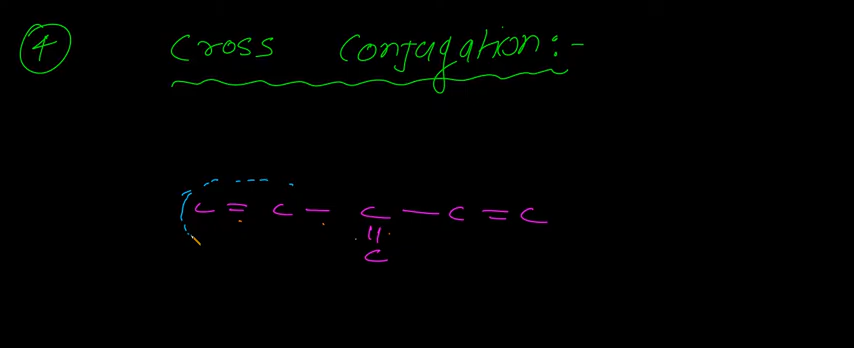 4 Cross Conjugation:-
C = C - C - C = C
||
C